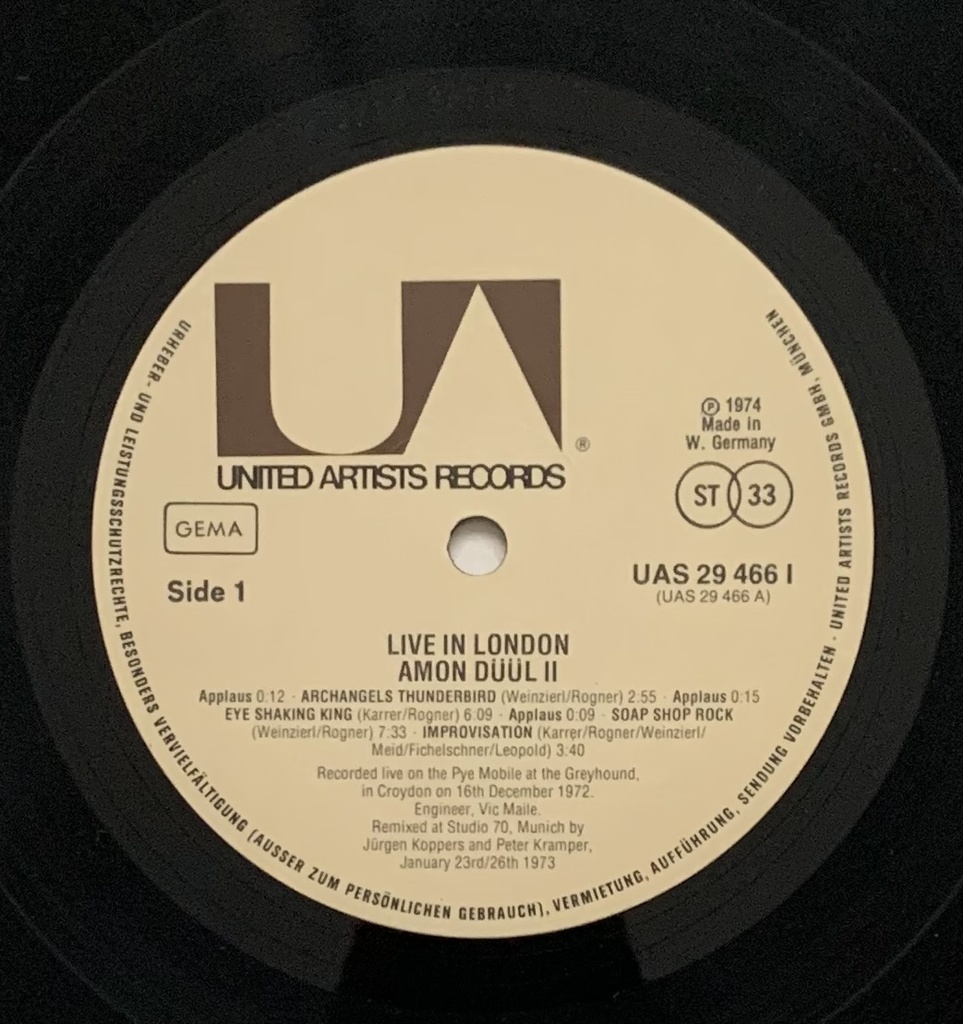 UA
®
UNITED ARTISTS RECORDS
℗ 1974
Made in
W. Germany
ST 33
GEMA
Side 1
UAS 29 466 I
(UAS 29 466 A)
LIVE IN LONDON
AMON DÜÜL II
Applaus 0:12 · ARCHANGELS THUNDERBIRD (Weinzierl/Rogner) 2:55 · Applaus 0:15
EYE SHAKING KING (Karrer/Rogner) 6:09 · Applaus 0:09 · SOAP SHOP ROCK
(Weinzierl/Rogner) 7:33 · IMPROVISATION (Karrer/Rogner/Weinzierl/
Meid/Fichelschner/Leopold) 3:40
Recorded live on the Pye Mobile at the Greyhound,
in Croydon on 16th December 1972.
Engineer, Vic Maile.
Remixed at Studio 70, Munich by
Jürgen Koppers and Peter Kramper,
January 23rd/26th 1973
URHEBER- UND LEISTUNGSSCHUTZRECHTE, BESONDERS VERVIELFÄLTIGUNG (AUSSER ZUM PERSÖNLICHEN GEBRAUCH), VERMIETUNG, AUFFÜHRUNG, SENDUNG VORBEHALTEN · UNITED ARTISTS RECORDS GMBH, MÜNCHEN